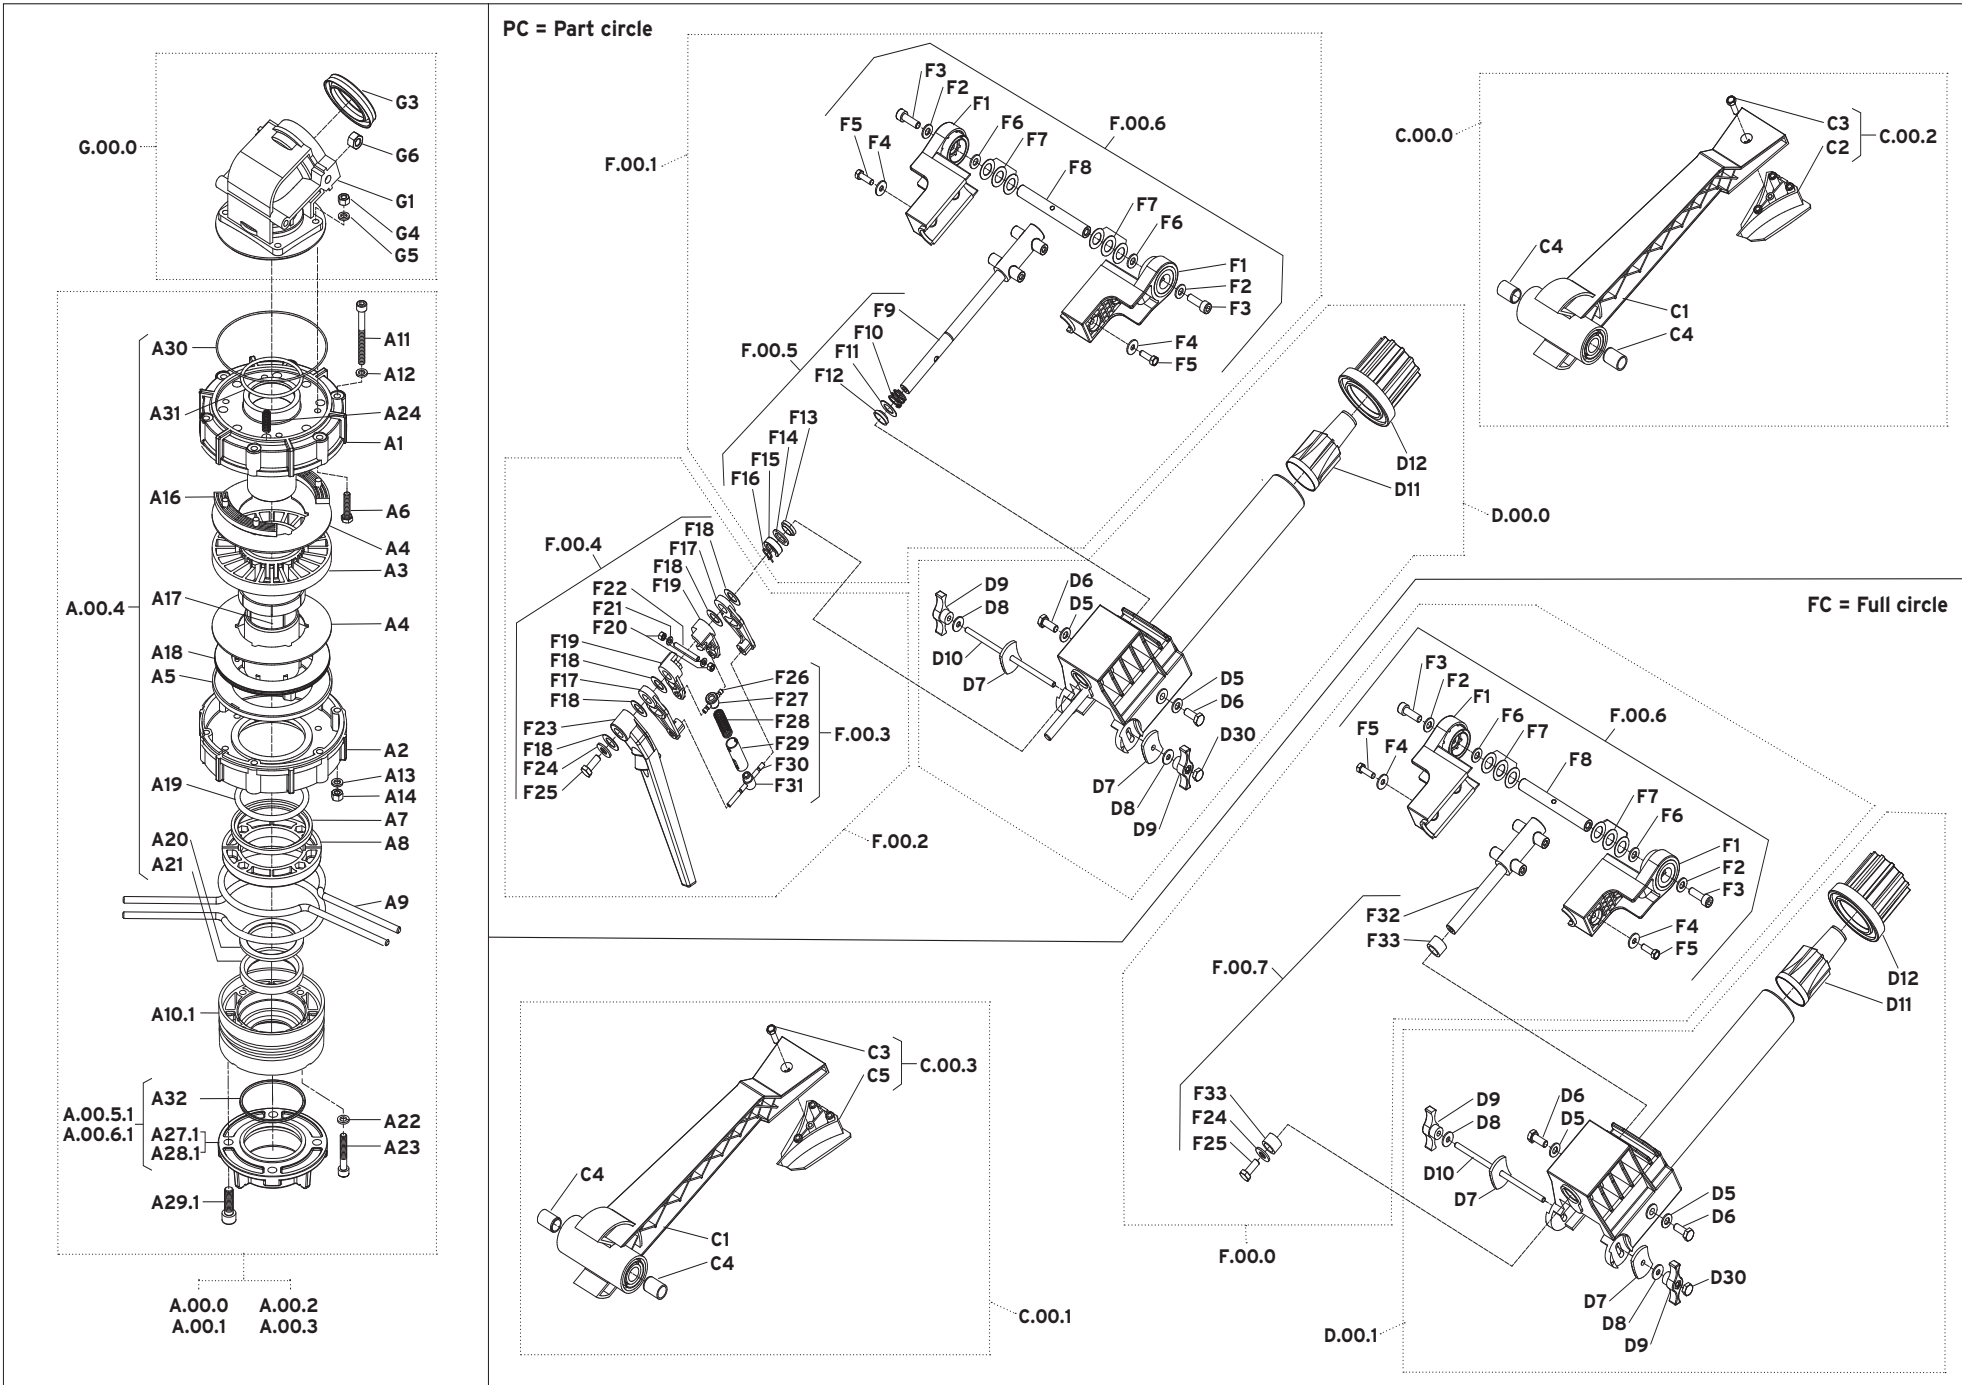 G3
G6
G.00.0
G1
G4
G5
A30
A11
A12
A31
A24
A1
A16
A6
A4
A3
A17
A.00.4
A4
A18
A5
A2
A13
A19
A14
A7
A20
A8
A21
A9
A10.1
A32
A.00.5.1
A.00.6.1
A22
A27.1
A28.1
A23
A29.1
A.00.0
A.00.2
A.00.1
A.00.3
PC = Part circle
F3
F2
F1
F5
F4
F6
F7
F.00.6
F.00.1
F8
F7
F6
F1
F2
F3
F4
F5
F9
F10
F.00.5
F11
F12
F13
F14
F15
F16
D12
D11
D.00.0
F.00.4
F18
F17
F18
F22
F19
F21
F20
F19
F18
F17
F18
F23
F18
F24
F25
F26
F27
F28
F.00.3
F29
F30
F31
F.00.2
D9
D8
D6
D5
D10
D7
D5
D6
D30
D7
D8
D9
C.00.0
C3
C2
C.00.2
C4
C1
C4
FC = Full circle
F3
F2
F1
F5
F4
F6
F7
F.00.6
F8
F7
F6
F1
F2
F3
F4
F5
F32
F33
F.00.7
D12
D11
F33
F24
F25
F.00.0
D9
D8
D6
D5
D10
D7
D5
D6
D30
D7
D8
D9
D.00.1
C3
C5
C.00.3
C4
C1
C4
C.00.1